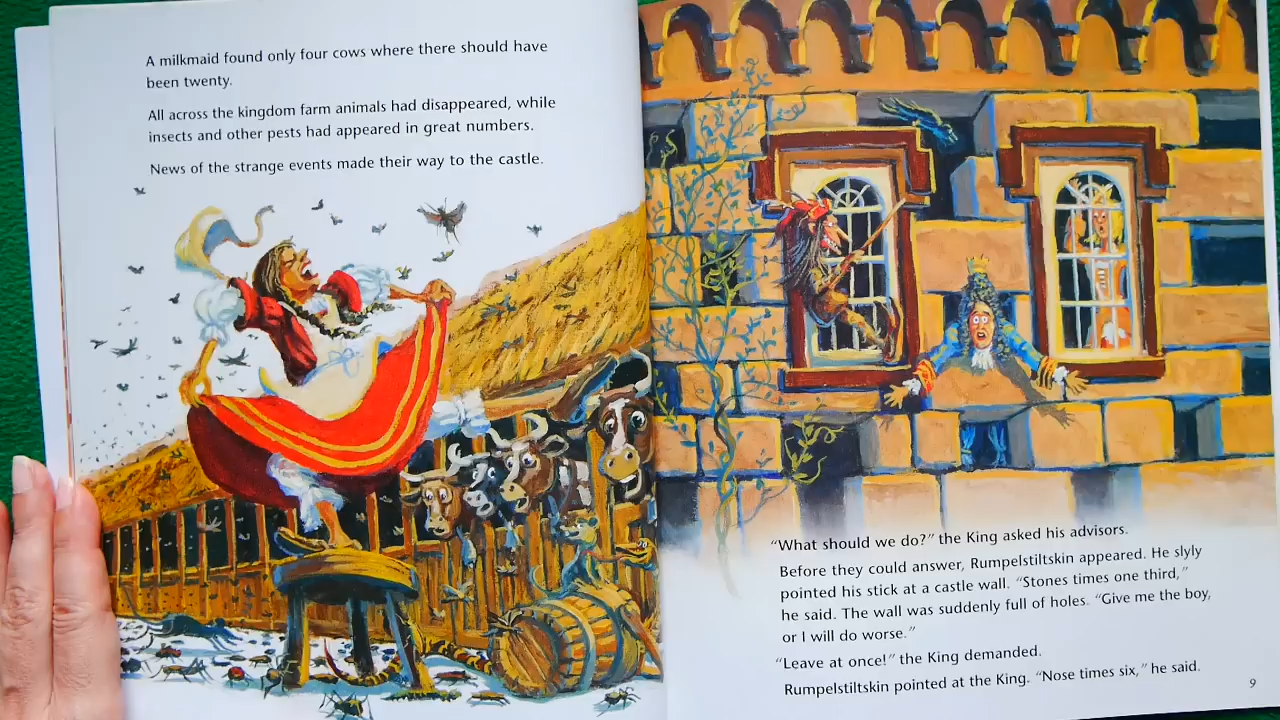 A milkmaid found only four cows where there should have
been twenty.
All across the kingdom farm animals had disappeared, while
insects and other pests had appeared in great numbers.
News of the strange events made their way to the castle.
“What should we do?” the King asked his advisors.
Before they could answer, Rumpelstiltskin appeared. He slyly
pointed his stick at a castle wall. “Stones times one third,”
he said. The wall was suddenly full of holes. “Give me the boy,
or I will do worse.”
“Leave at once!” the King demanded.
Rumpelstiltskin pointed at the King. “Nose times six,” he said.
9